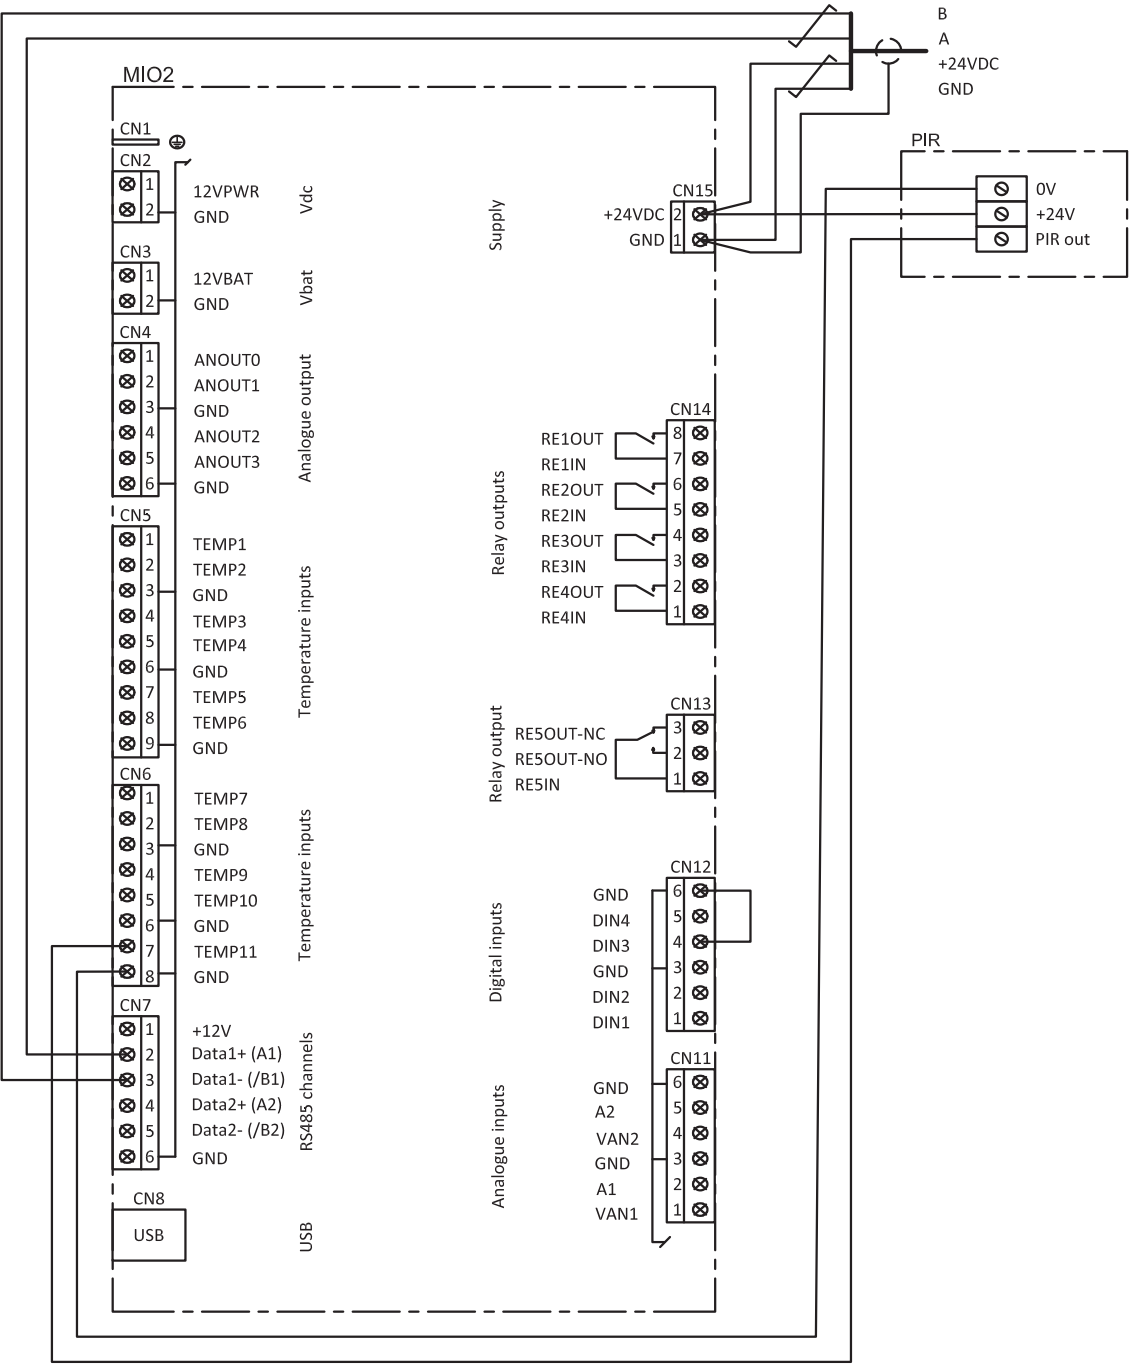 B
A
+24VDC
GND
MIO2
CN1
CN2
1 12VPWR
2 GND
Vdc
CN3
1 12VBAT
2 GND
Vbat
CN4
1 ANOUT0
2 ANOUT1
3 GND
4 ANOUT2
5 ANOUT3
6 GND
Analogue output
CN5
1 TEMP1
2 TEMP2
3 GND
4 TEMP3
5 TEMP4
6 GND
7 TEMP5
8 TEMP6
9 GND
Temperature inputs
CN6
1 TEMP7
2 TEMP8
3 GND
4 TEMP9
5 TEMP10
6 GND
7 TEMP11
8 GND
Temperature inputs
CN7
1 +12V
2 Data1+ (A1)
3 Data1- (/B1)
4 Data2+ (A2)
5 Data2- (/B2)
6 GND
RS485 channels
CN8
USB
USB
Supply
CN15
+24VDC 2
GND 1
PIR
0V
+24V
PIR out
Relay outputs
CN14
RE1OUT 8
RE1IN 7
RE2OUT 6
RE2IN 5
RE3OUT 4
RE3IN 3
RE4OUT 2
RE4IN 1
Relay output
CN13
RE5OUT-NC 3
RE5OUT-NO 2
RE5IN 1
Digital inputs
CN12
GND 6
DIN4 5
DIN3 4
GND 3
DIN2 2
DIN1 1
Analogue inputs
CN11
GND 6
A2 5
VAN2 4
GND 3
A1 2
VAN1 1